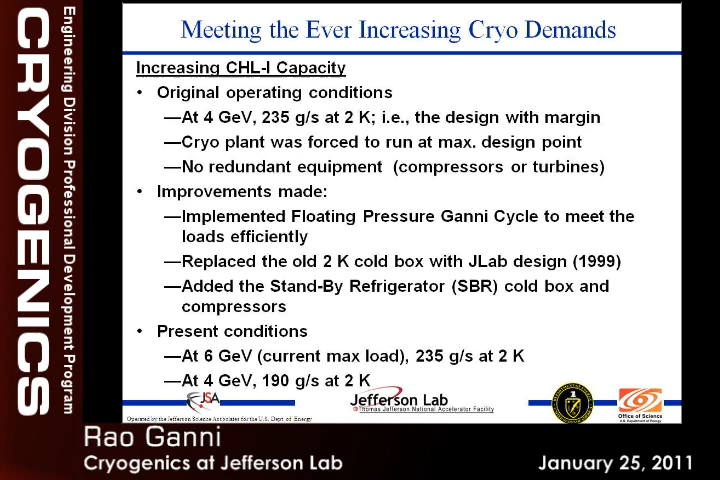 CRYOGENICS
Engineering Division Professional Development Program
Meeting the Ever Increasing Cryo Demands
Increasing CHL-I Capacity
• Original operating conditions
—At 4 GeV, 235 g/s at 2 K; i.e., the design with margin
—Cryo plant was forced to run at max. design point
—No redundant equipment (compressors or turbines)
• Improvements made:
—Implemented Floating Pressure Ganni Cycle to meet the
loads efficiently
—Replaced the old 2 K cold box with JLab design (1999)
—Added the Stand-By Refrigerator (SBR) cold box and
compressors
• Present conditions
—At 6 GeV (current max load), 235 g/s at 2 K
—At 4 GeV, 190 g/s at 2 K
JSA
Jefferson Lab
Thomas Jefferson National Accelerator Facility
Office of Science
U.S. Department of Energy
Operated by the Jefferson Science Associates for the U.S. Dept. of Energy
Rao Ganni
Cryogenics at Jefferson Lab
January 25, 2011